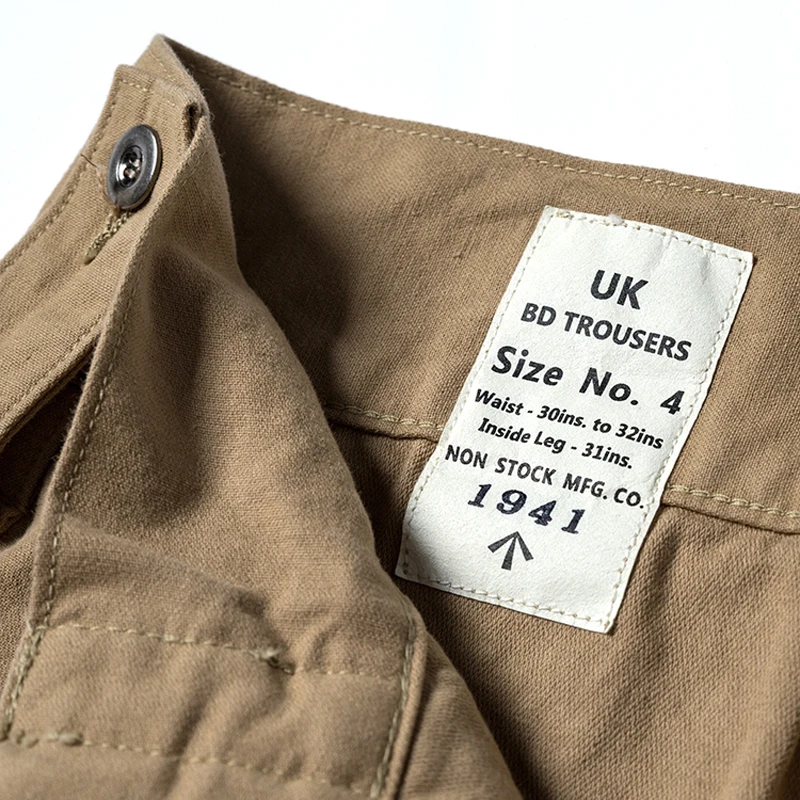 UK
BD TROUSERS
Size No. 4
Waist - 30ins. to 32ins
Inside Leg - 31ins.
NON STOCK MFG. CO.
1941